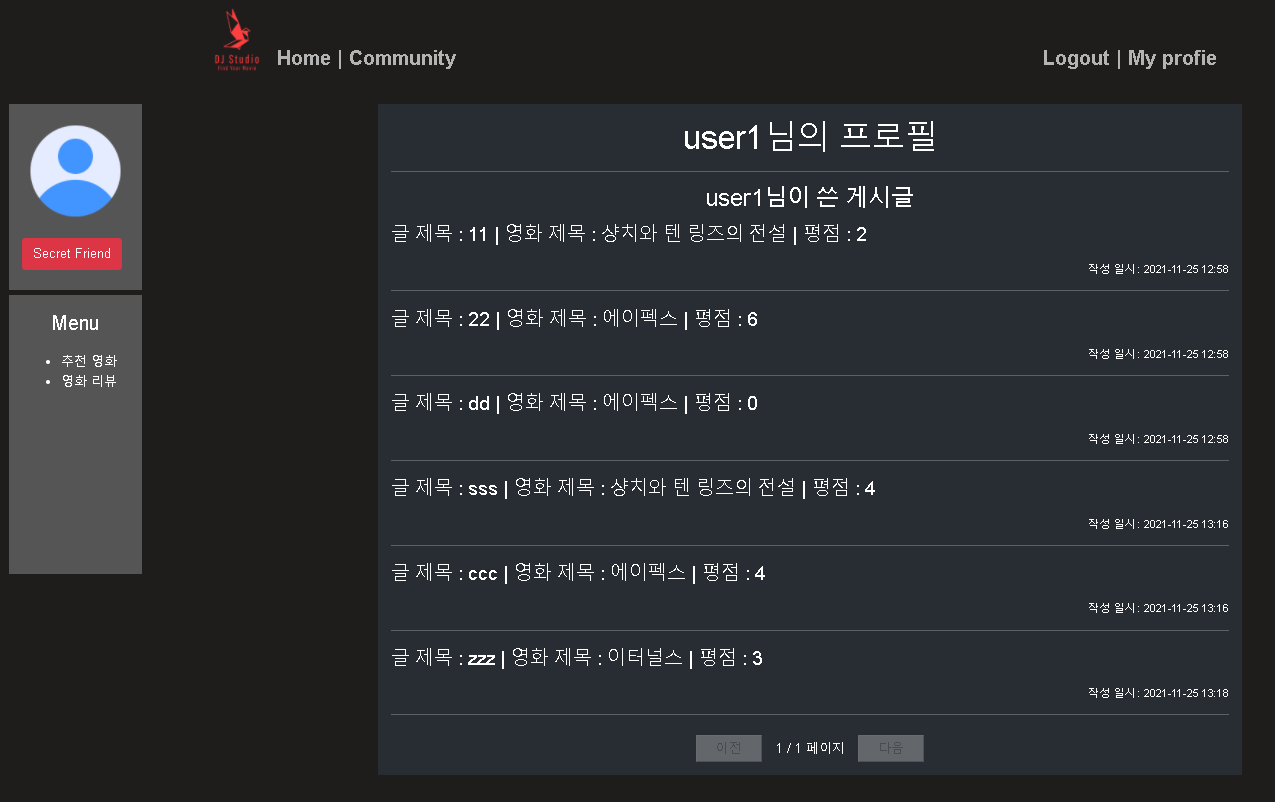 DJ Studio
Find Your Movie
Home | Community
Logout | My profie
Secret Friend
Menu
추천 영화
영화 리뷰
user1님의 프로필
user1님이 쓴 게시글
글 제목 : 11 | 영화 제목 : 샹치와 텐 링즈의 전설 | 평점 : 2
작성 일시: 2021-11-25 12:58
글 제목 : 22 | 영화 제목 : 에이펙스 | 평점 : 6
작성 일시: 2021-11-25 12:58
글 제목 : dd | 영화 제목 : 에이펙스 | 평점 : 0
작성 일시: 2021-11-25 12:58
글 제목 : sss | 영화 제목 : 샹치와 텐 링즈의 전설 | 평점 : 4
작성 일시: 2021-11-25 13:16
글 제목 : ccc | 영화 제목 : 에이펙스 | 평점 : 4
작성 일시: 2021-11-25 13:16
글 제목 : zzz | 영화 제목 : 이터널스 | 평점 : 3
작성 일시: 2021-11-25 13:18
이전 1 / 1 페이지 다음